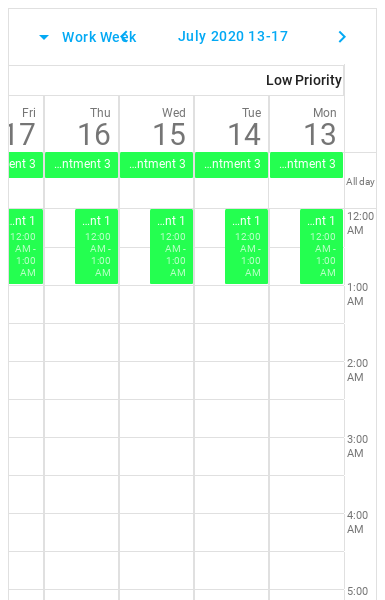 Work Week
July 2020 13-17
Low Priority
Fri Thu Wed Tue Mon
17 16 15 14 13
ent 3 ...ntment 3 ...ntment 3 ...ntment 3 ...ntment 3
All day
...nt 1 ...nt 1 ...nt 1 ...nt 1 ...nt 1
12:00 12:00 12:00 12:00 12:00
AM - AM - AM - AM - AM -
1:00 1:00 1:00 1:00 1:00
AM AM AM AM AM
12:00
AM
1:00
AM
2:00
AM
3:00
AM
4:00
AM
5:00